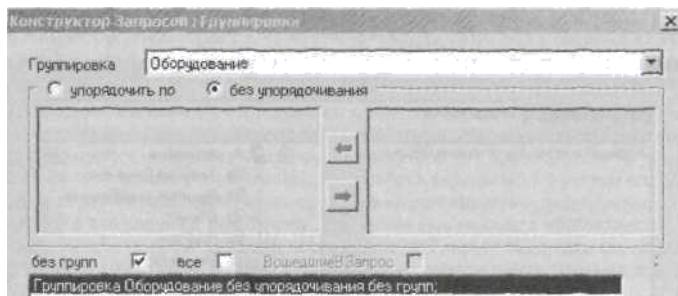 Конструктор Запросов : Группировки
Группировка Оборудование
упорядочить по без упорядочивания
без групп все ВошедшиеВЗапрос
Группировка Оборудование без упорядочивания без групп;